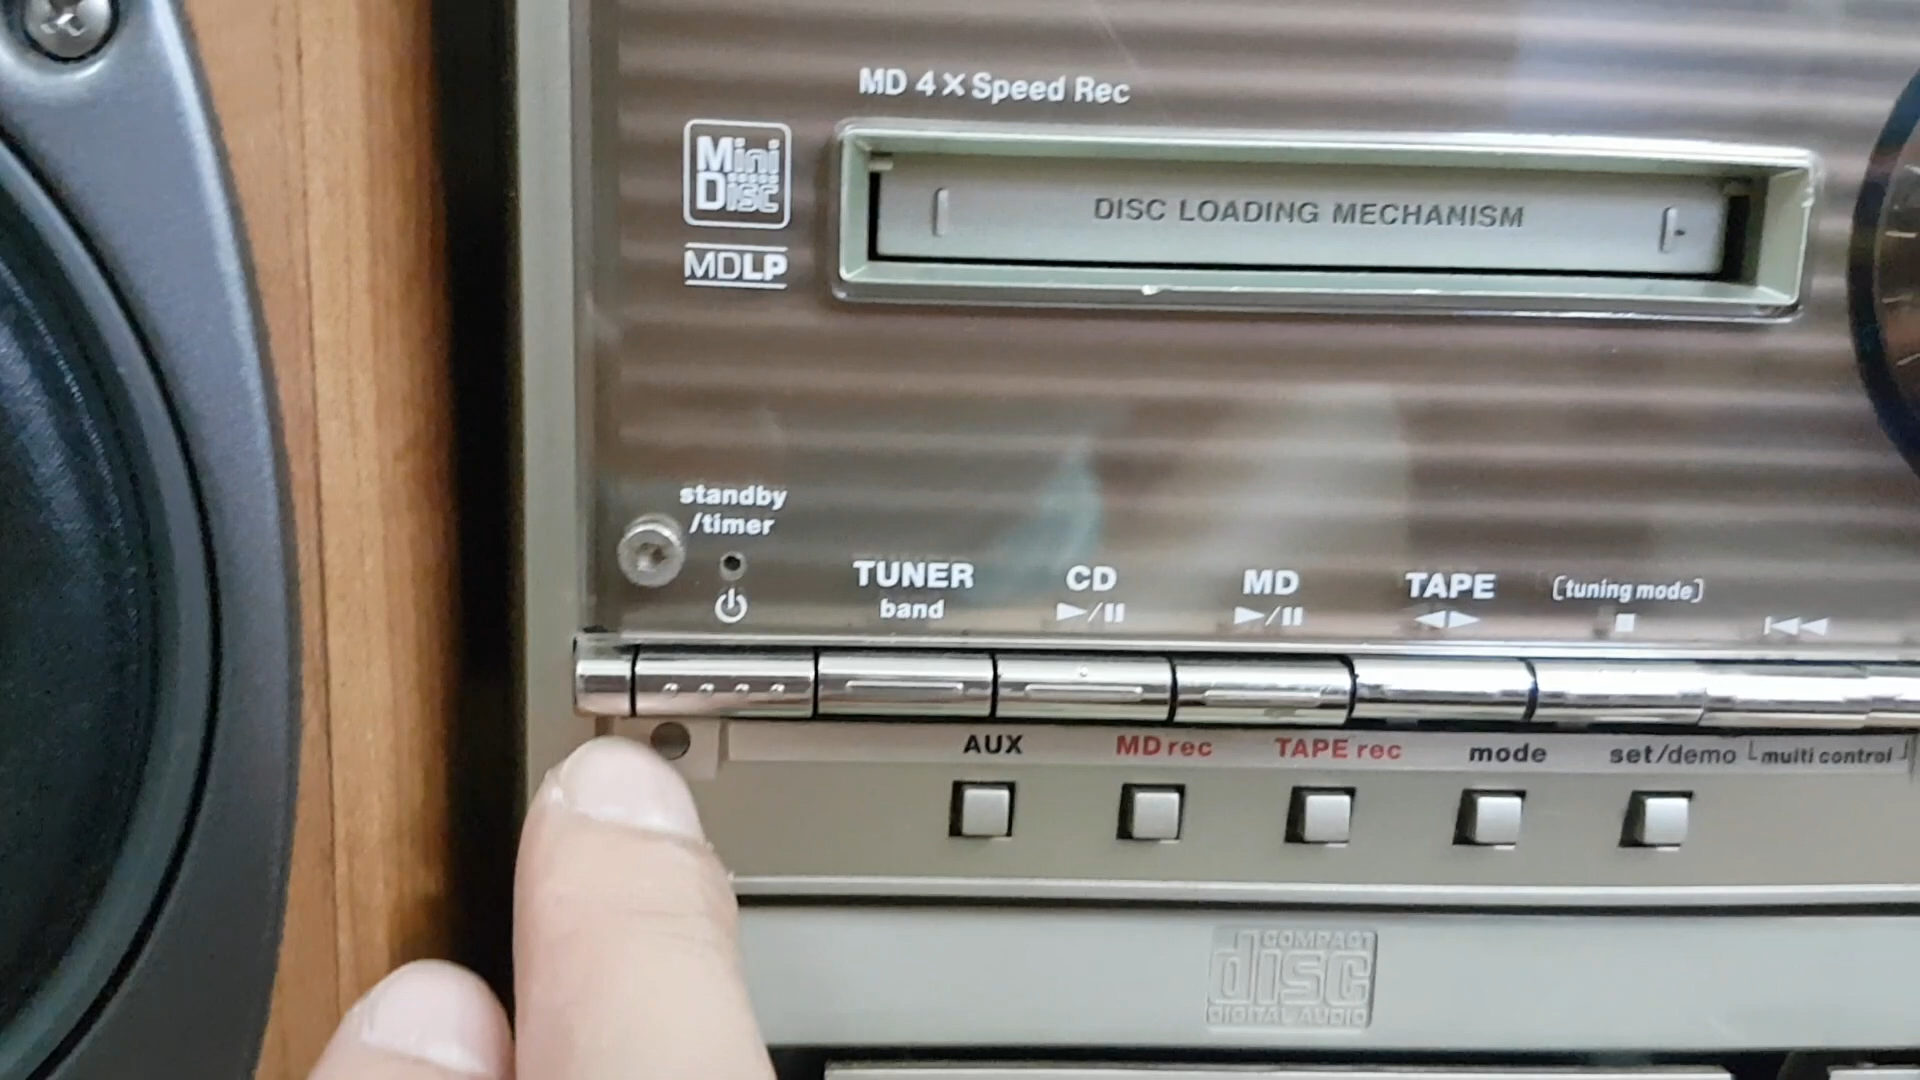 MD 4×Speed Rec
Mini
Disc
MDLP
DISC LOADING MECHANISM
standby
/timer
TUNER
band
CD
MD
TAPE
[tuning mode]
AUX
MD rec
TAPE rec
mode
set/demo
multi control
COMPACT
disc
DIGITAL AUDIO